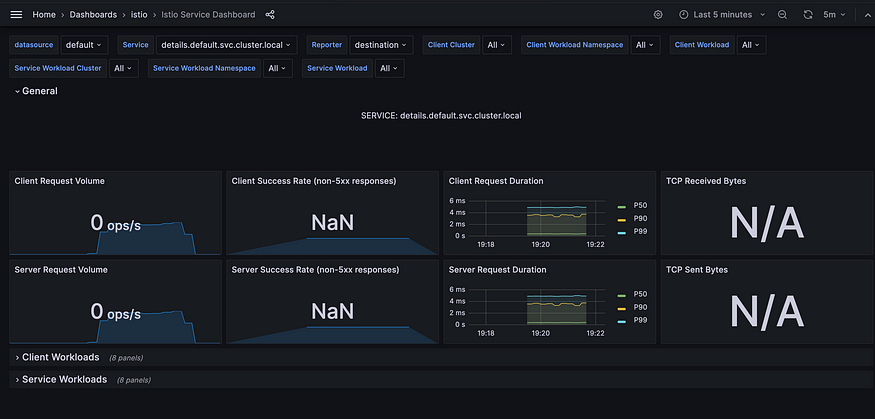 Home > Dashboards > istio > Istio Service Dashboard Last 5 minutes 5m
datasource default Service details.default.svc.cluster.local Reporter destination Client Cluster All Client Workload Namespace All Client Workload All
Service Workload Cluster All Service Workload Namespace All Service Workload All
General
SERVICE: details.default.svc.cluster.local
Client Request Volume
0 ops/s
Client Success Rate (non-5xx responses)
NaN
Client Request Duration
6 ms
4 ms
2 ms
0 s
19:18 19:20 19:22
P50
P90
P99
TCP Received Bytes
N/A
Server Request Volume
0 ops/s
Server Success Rate (non-5xx responses)
NaN
Server Request Duration
6 ms
4 ms
2 ms
0 s
19:18 19:20 19:22
P50
P90
P99
TCP Sent Bytes
N/A
Client Workloads (8 panels)
Service Workloads (8 panels)